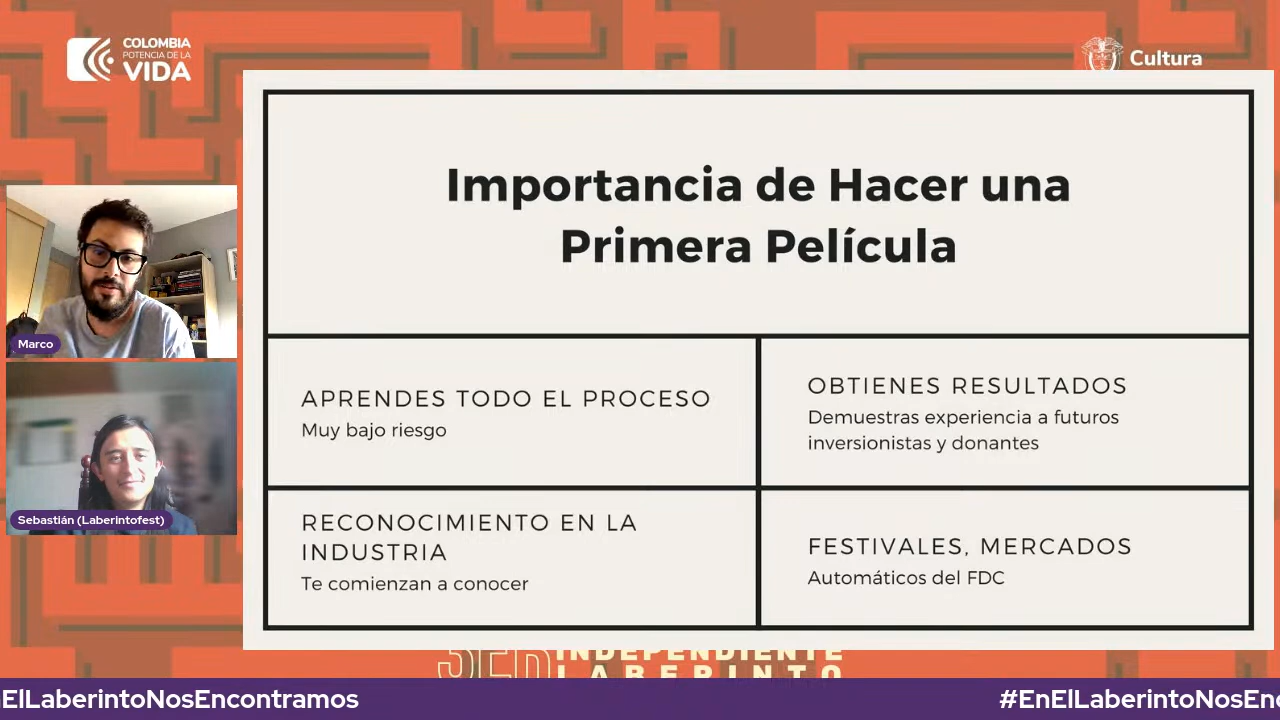 COLOMBIA
POTENCIA DE LA
VIDA
Cultura
Importancia de Hacer una
Primera Película
APRENDES TODO EL PROCESO
Muy bajo riesgo
OBTIENES RESULTADOS
Demuestras experiencia a futuros
inversionistas y donantes
RECONOCIMIENTO EN LA
INDUSTRIA
Te comienzan a conocer
FESTIVALES, MERCADOS
Automáticos del FDC
Marco
Sebastián (Laberintofest)
INDEPENDIENTE
LABERINTO
nElLaberintoNosEncontramos
#EnElLaberintoNosEnc